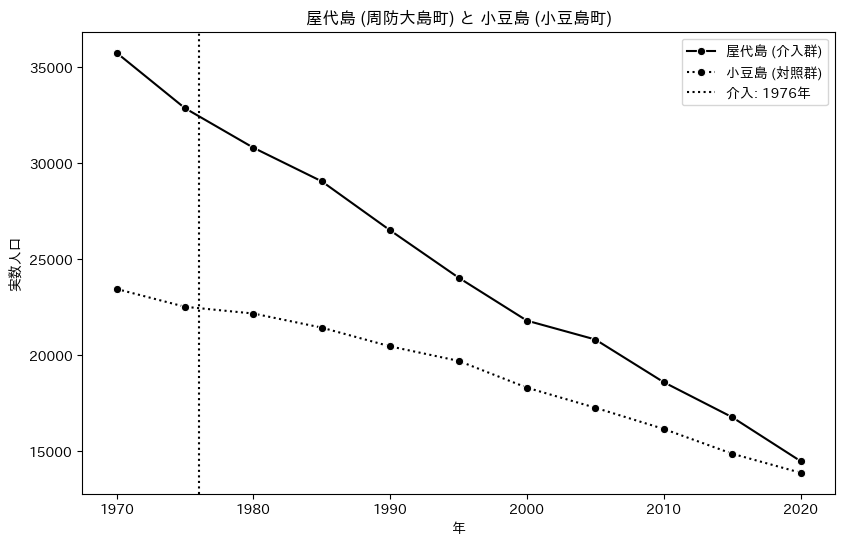 屋代島 (周防大島町) と 小豆島 (小豆島町)
屋代島 (介入群)
小豆島 (対照群)
介入: 1976年
実数人口
35000
30000
25000
20000
15000
1970
1980
1990
2000
2010
2020
年